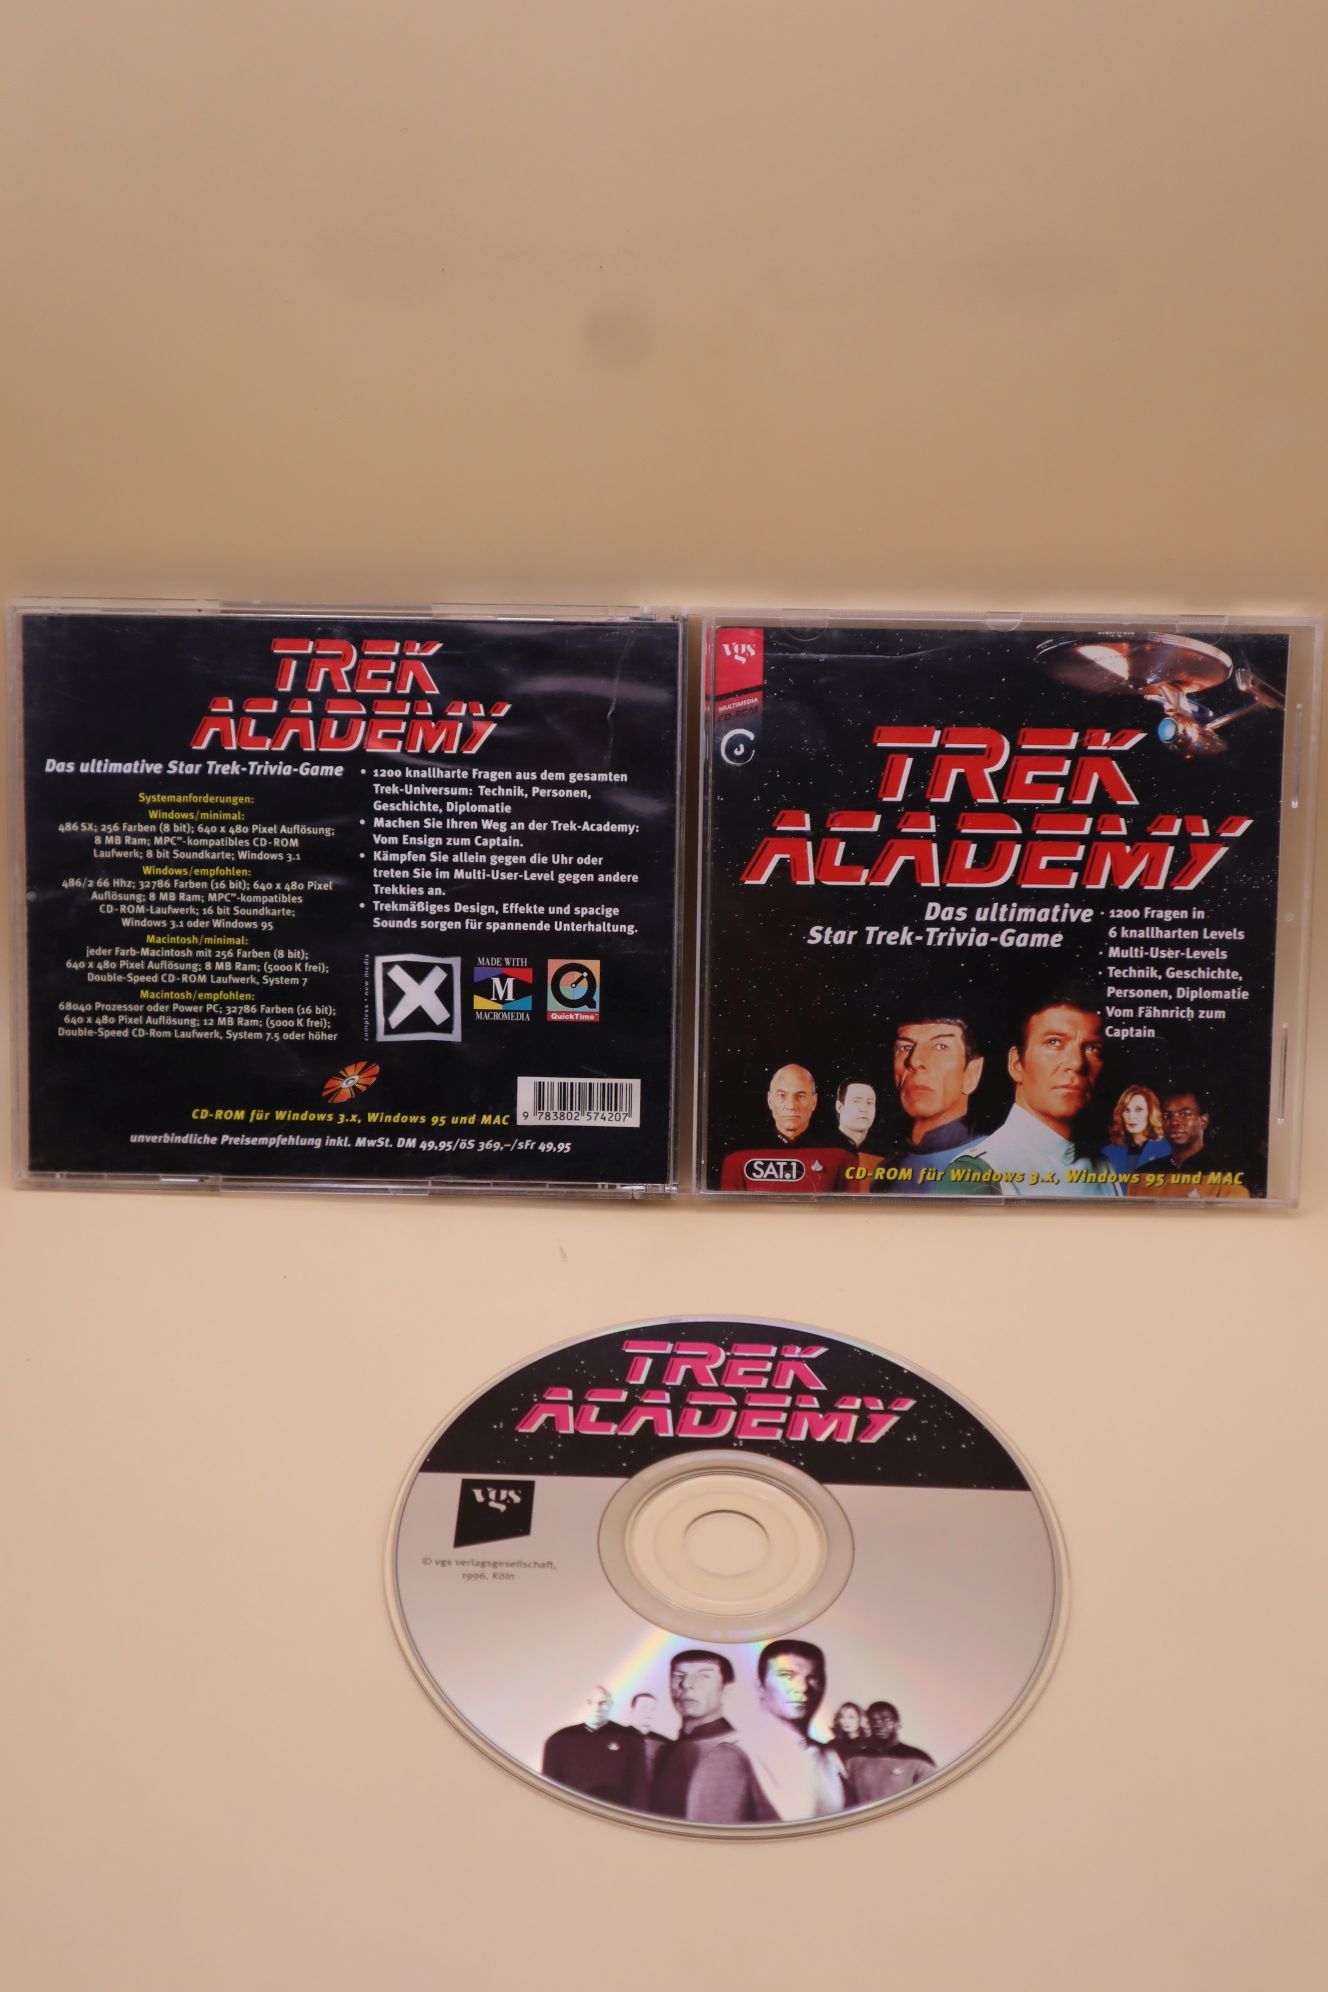 TREK
ACADEMY
Das ultimative Star Trek-Trivia-Game
Systemanforderungen:
Windows/minimal:
486 SX; 256 Farben (8 bit); 640 x 480 Pixel Auflösung;
8 MB Ram; MPC"-kompatibles CD-ROM
Laufwerk; 8 bit Soundkarte; Windows 3.1
Windows/empfohlen:
486/2 66 Hhz; 32786 Farben (16 bit); 640 x 480 Pixel
Auflösung; 8 MB Ram; MPC"-kompatibles
CD-ROM-Laufwerk; 16 bit Soundkarte;
Windows 3.1 oder Windows 95
Macintosh/minimal:
jeder Farb-Macintosh mit 256 Farben (8 bit);
640 x 480 Pixel Auflösung; 8 MB Ram; (5000 K frei);
Double-Speed CD-ROM Laufwerk, System 7
Macintosh/empfohlen:
68040 Prozessor oder Power PC; 32786 Farben (16 bit);
640 x 480 Pixel Auflösung; 12 MB Ram; (5000 K frei);
Double-Speed CD-Rom Laufwerk, System 7.5 oder höher
• 1200 knallharte Fragen aus dem gesamten
Trek-Universum: Technik, Personen,
Geschichte, Diplomatie
• Machen Sie Ihren Weg an der Trek-Academy:
Vom Ensign zum Captain.
• Kämpfen Sie allein gegen die Uhr oder
treten Sie im Multi-User-Level gegen andere
Trekkies an.
• Trekmäßiges Design, Effekte und spacige
Sounds sorgen für spannende Unterhaltung.
complexx • new media
X
MADE WITH
M
MACROMEDIA
QuickTime™
CD-ROM für Windows 3.x, Windows 95 und MAC
9 783802 574207
unverbindliche Preisempfehlung inkl. MwSt. DM 49,95/öS 369,–/sFr 49,95
vgs
MULTIMEDIA
CD-ROM
TREK
ACADEMY
Das ultimative
Star Trek-Trivia-Game
· 1200 Fragen in
6 knallharten Levels
· Multi-User-Levels
· Technik, Geschichte,
Personen, Diplomatie
· Vom Fähnrich zum
Captain
SAT.1
CD-ROM für Windows 3.x, Windows 95 und MAC
TREK
ACADEMY
vgs
© vgs verlagsgesellschaft,
1996. Köln